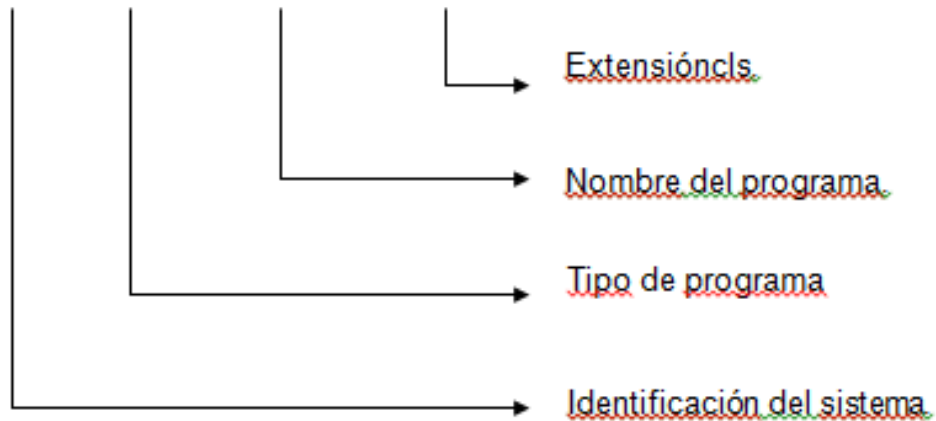 Extensióncls.
Nombre del programa.
Tipo de programa
Identificación del sistema.